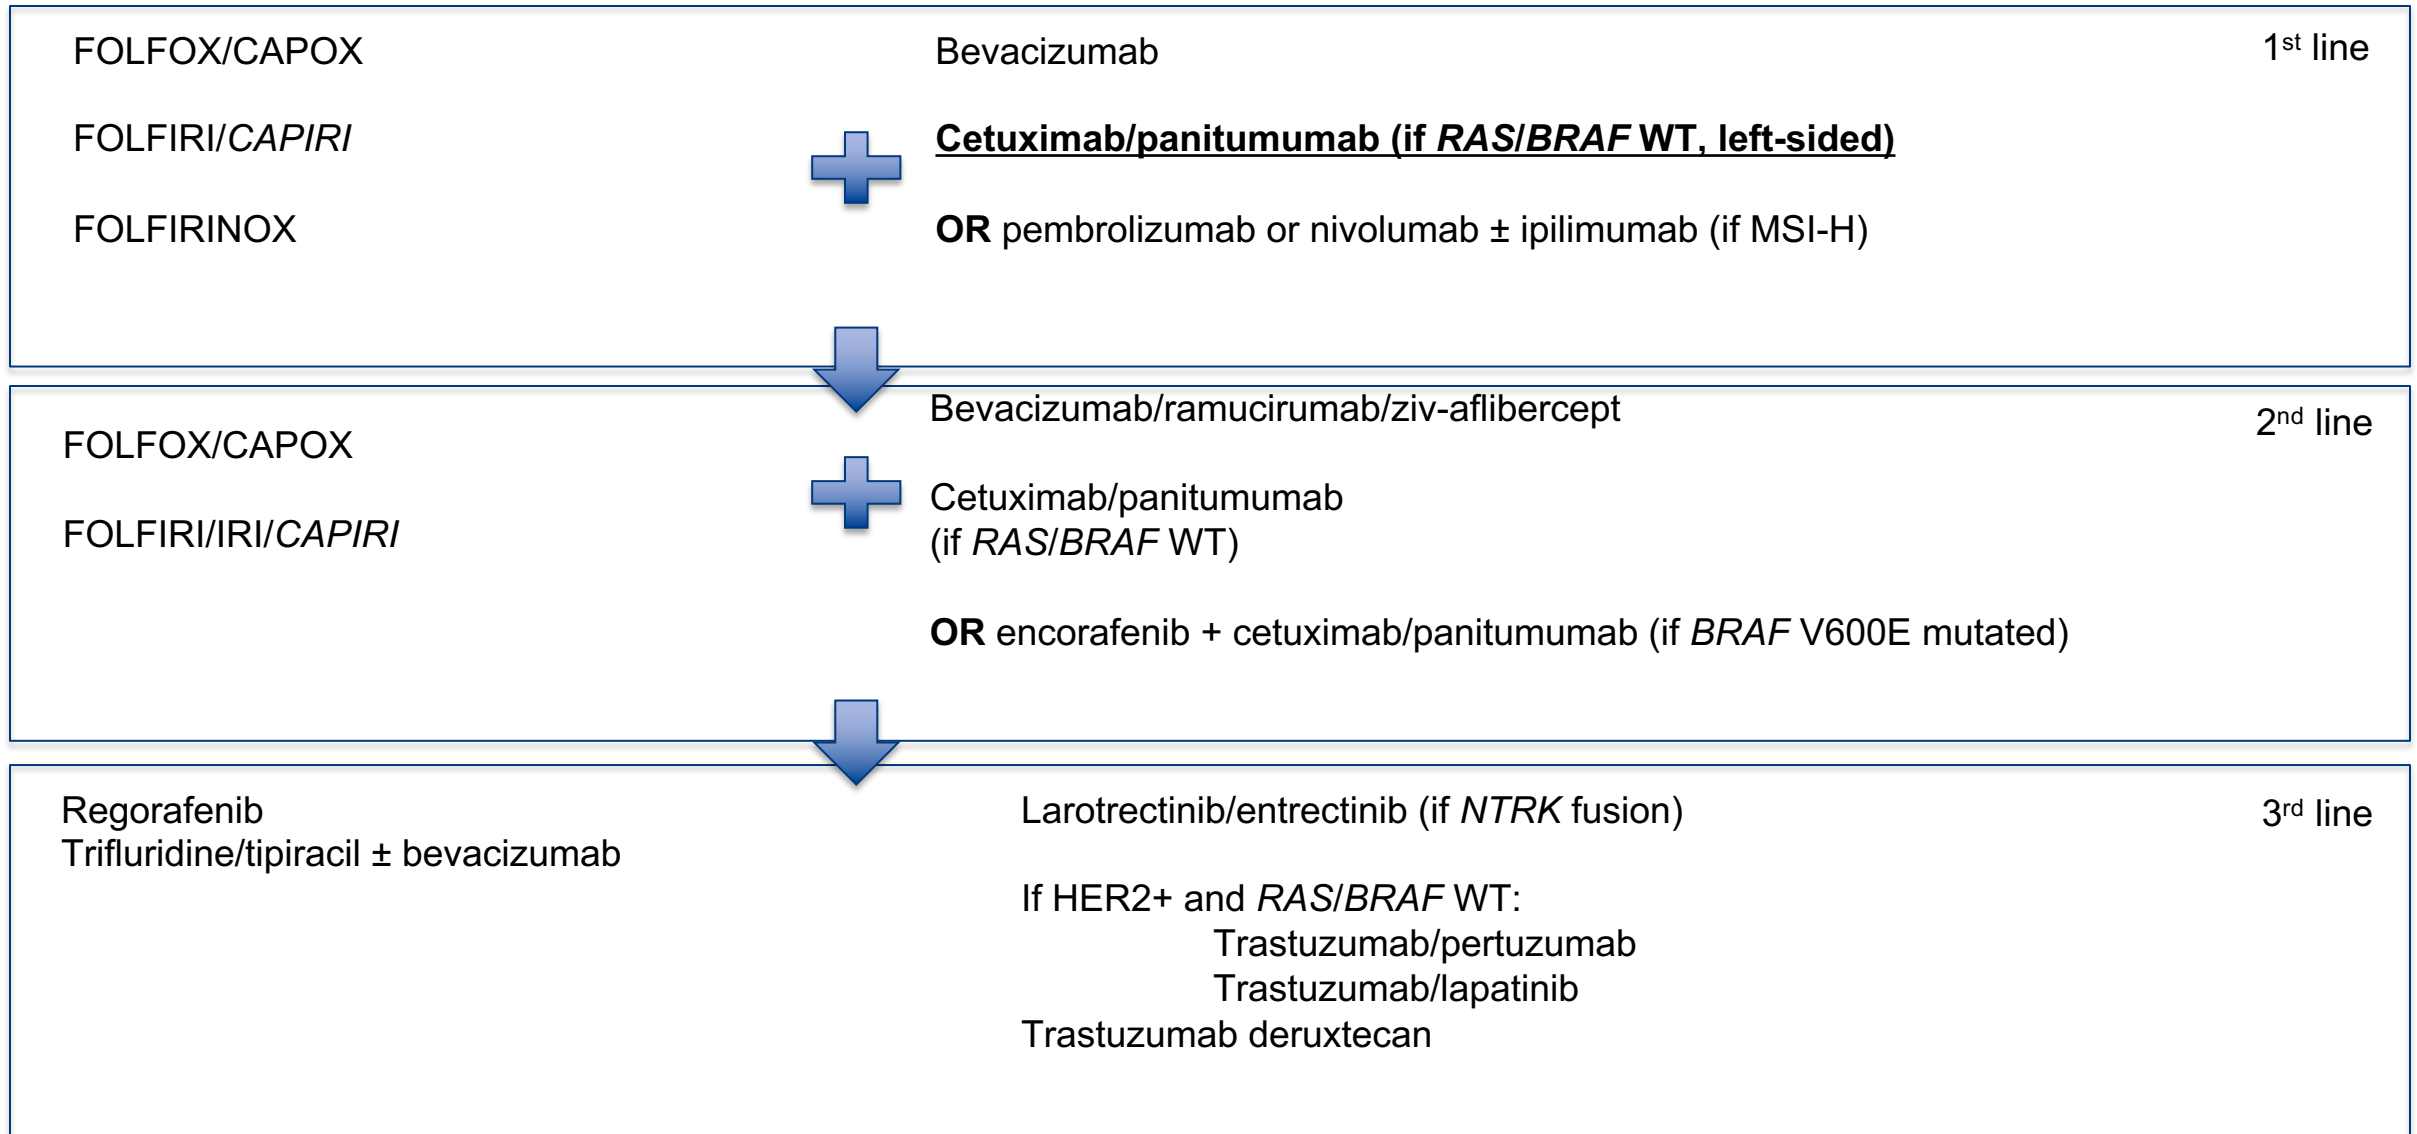 FOLFOX/CAPOX
FOLFIRI/CAPIRI
FOLFIRINOX
Bevacizumab
Cetuximab/panitumumab (if RAS/BRAF WT, left-sided)
OR pembrolizumab or nivolumab ± ipilimumab (if MSI-H)
1st line
FOLFOX/CAPOX
FOLFIRI/IRI/CAPIRI
Bevacizumab/ramucirumab/ziv-aflibercept
Cetuximab/panitumumab
(if RAS/BRAF WT)
OR encorafenib + cetuximab/panitumumab (if BRAF V600E mutated)
2nd line
Regorafenib
Trifluridine/tipiracil ± bevacizumab
Larotrectinib/entrectinib (if NTRK fusion)
If HER2+ and RAS/BRAF WT:
Trastuzumab/pertuzumab
Trastuzumab/lapatinib
Trastuzumab deruxtecan
3rd line